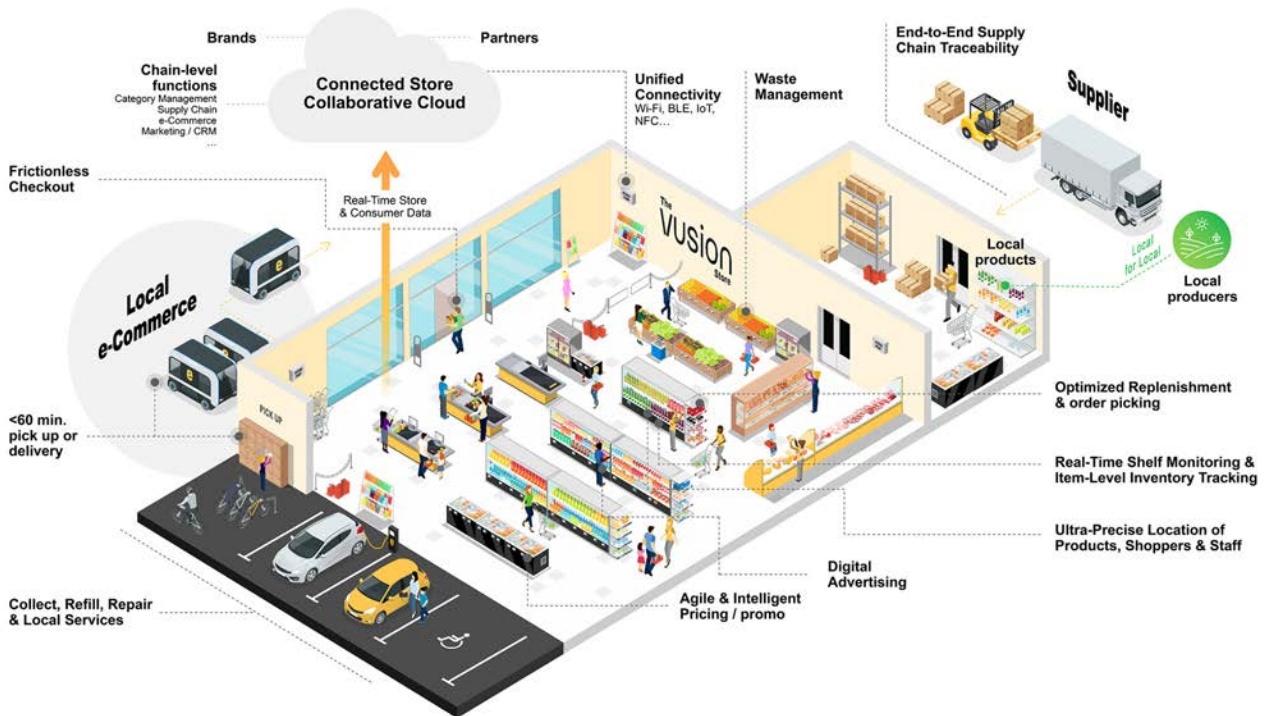 Brands
Partners
Connected Store
Collaborative Cloud
Chain-level
functions
Category Management
Supply Chain
e-Commerce
Marketing / CRM
...
Unified
Connectivity
Wi-Fi, BLE, IoT,
NFC...
Waste
Management
End-to-End Supply
Chain Traceability
Supplier
Frictionless
Checkout
Real-Time Store
& Consumer Data
The
Vusion
Store
Local
products
Local
for Local
Local
producers
Local
e-Commerce
e
e
<60 min.
pick up or
delivery
PICK UP
Optimized Replenishment
& order picking
Real-Time Shelf Monitoring &
Item-Level Inventory Tracking
Ultra-Precise Location of
Products, Shoppers & Staff
Digital
Advertising
Agile & Intelligent
Pricing / promo
Collect, Refill, Repair
& Local Services